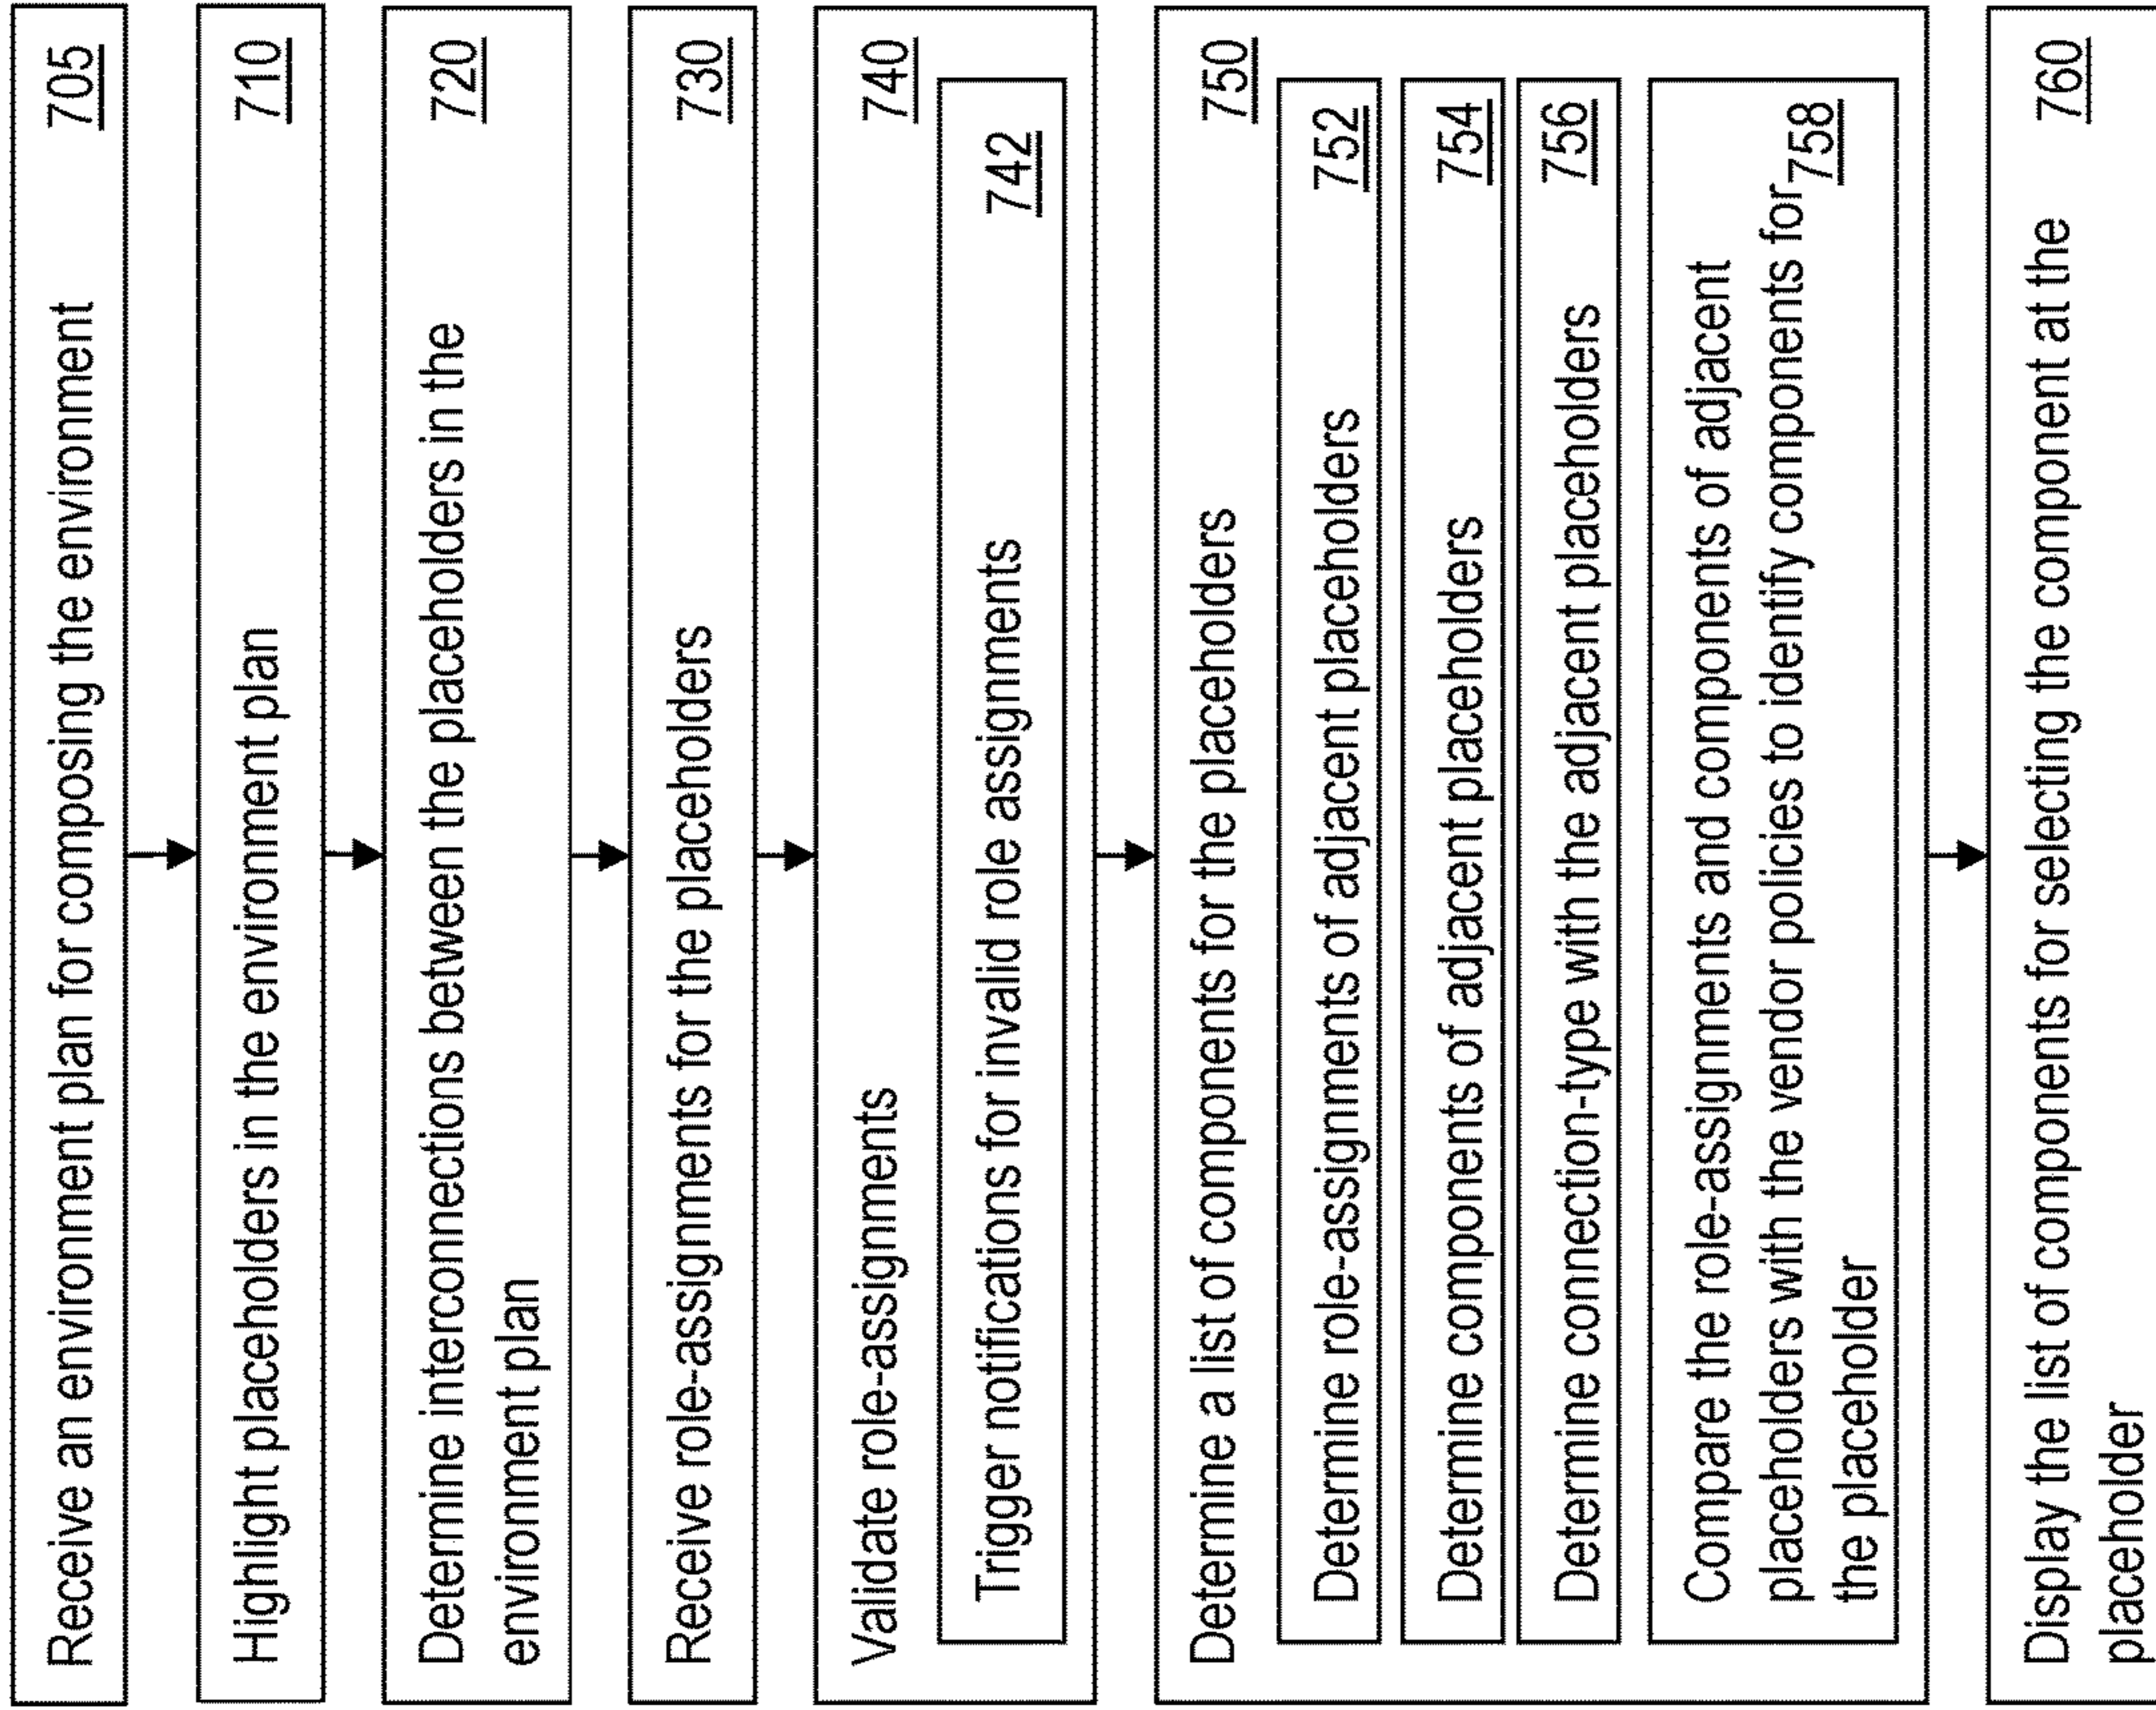 Receive an environment plan for composing the environment 705
Highlight placeholders in the environment plan 710
Determine interconnections between the placeholders in the 720
environment plan
Receive role-assignments for the placeholders 730
Validate role-assignments 740
Trigger notifications for invalid role assignments 742
Determine a list of components for the placeholders 750
Determine role-assignments of adjacent placeholders 752
Determine components of adjacent placeholders 754
Determine connection-type with the adjacent placeholders 756
Compare the role-assignments and components of adjacent
placeholders with the vendor policies to identify components for 758
the placeholder
Display the list of components for selecting the component at the 760
placeholder